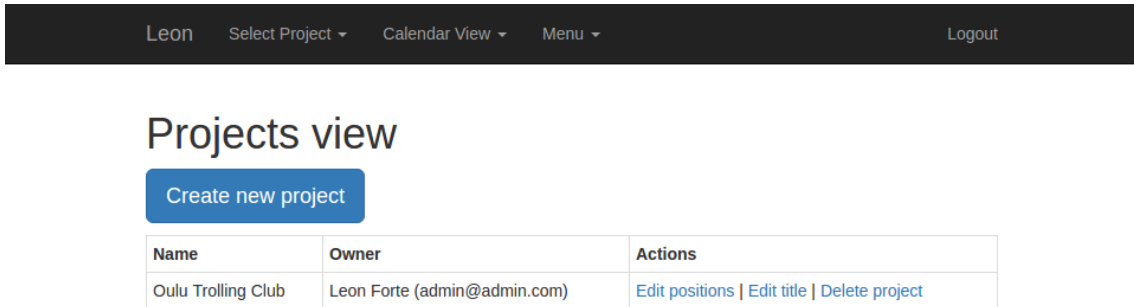 Leon Select Project Calendar View Menu Logout
Projects view
Create new project
Name Owner Actions
Oulu Trolling Club Leon Forte (admin@admin.com) Edit positions | Edit title | Delete project